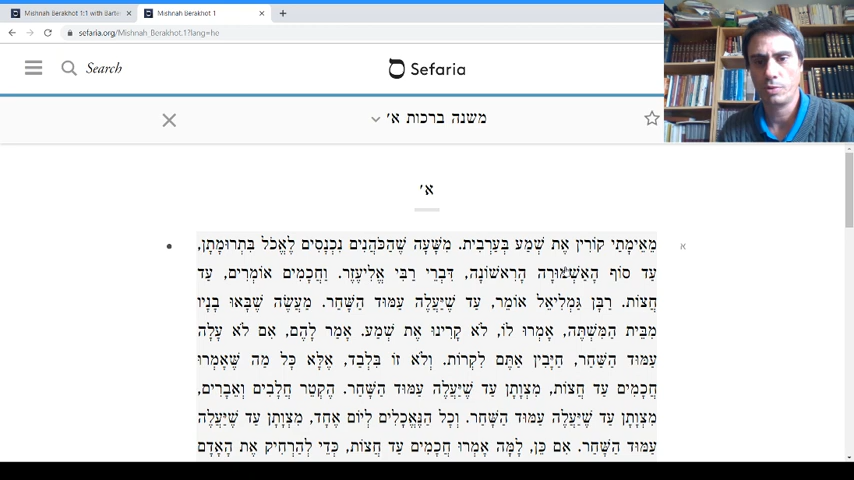 Mishnah Berakhot 1:1 with Barte
Mishnah Berakhot 1
sefaria.org/Mishnah_Berakhot.1?lang=he
Search
Sefaria
משנה ברכות א׳
א׳
א
מֵאֵימָתַי קוֹרִין אֶת שְׁמַע בְּעַרְבִית. מִשָּׁעָה שֶׁהַכֹּהֲנִים נִכְנָסִים לֶאֱכֹל בִּתְרוּמָתָן,
עַד סוֹף הָאַשְׁמוּרָה הָרִאשׁוֹנָה, דִּבְרֵי רַבִּי אֱלִיעֶזֶר. וַחֲכָמִים אוֹמְרִים, עַד
חֲצוֹת. רַבָּן גַּמְלִיאֵל אוֹמֵר, עַד שֶׁיַּעֲלֶה עַמּוּד הַשָּׁחַר. מַעֲשֶׂה שֶׁבָּאוּ בָנָיו
מִבֵּית הַמִּשְׁתֶּה, אָמְרוּ לוֹ, לֹא קָרִינוּ אֶת שְׁמַע. אָמַר לָהֶם, אִם לֹא עָלָה
עַמּוּד הַשַּׁחַר, חַיָּבִין אַתֶּם לִקְרוֹת. וְלֹא זוֹ בִּלְבַד, אֶלָּא כָּל מַה שֶּׁאָמְרוּ
חֲכָמִים עַד חֲצוֹת, מִצְוָתָן עַד שֶׁיַּעֲלֶה עַמּוּד הַשָּׁחַר. הֶקְטֵר חֲלָבִים וְאֵבָרִים,
מִצְוָתָן עַד שֶׁיַּעֲלֶה עַמּוּד הַשָּׁחַר. וְכָל הַנֶּאֱכָלִים לְיוֹם אֶחָד, מִצְוָתָן עַד שֶׁיַּעֲלֶה
עַמּוּד הַשָּׁחַר. אִם כֵּן, לָמָּה אָמְרוּ חֲכָמִים עַד חֲצוֹת, כְּדֵי לְהַרְחִיק אֶת הָאָדָם